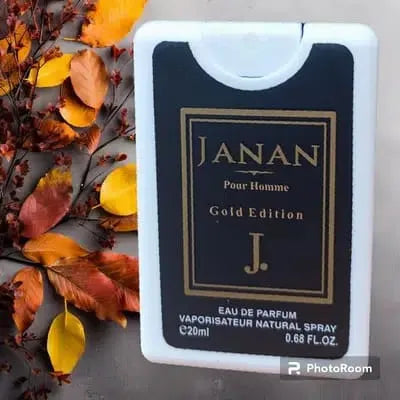 JANAN
Pour Homme
Gold Edition
J.
EAU DE PARFUM
VAPORISATEUR NATURAL SPRAY
℮20ml 0.68 FL.OZ.
PhotoRoom